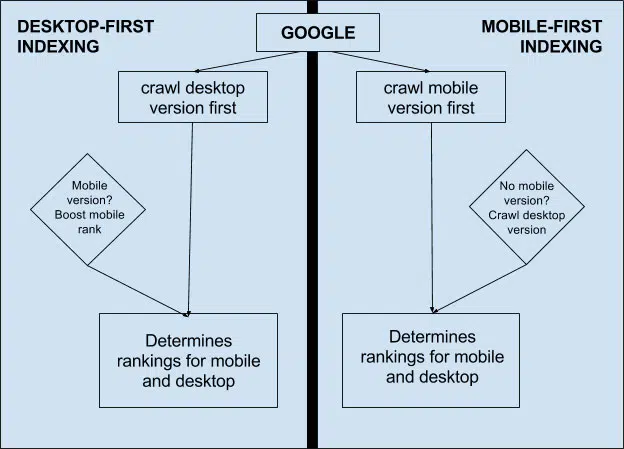 DESKTOP-FIRST
INDEXING
GOOGLE
MOBILE-FIRST
INDEXING
crawl desktop
version first
crawl mobile
version first
Mobile
version?
Boost mobile
rank
No mobile
version?
Crawl desktop
version
Determines
rankings for mobile
and desktop
Determines
rankings for mobile
and desktop